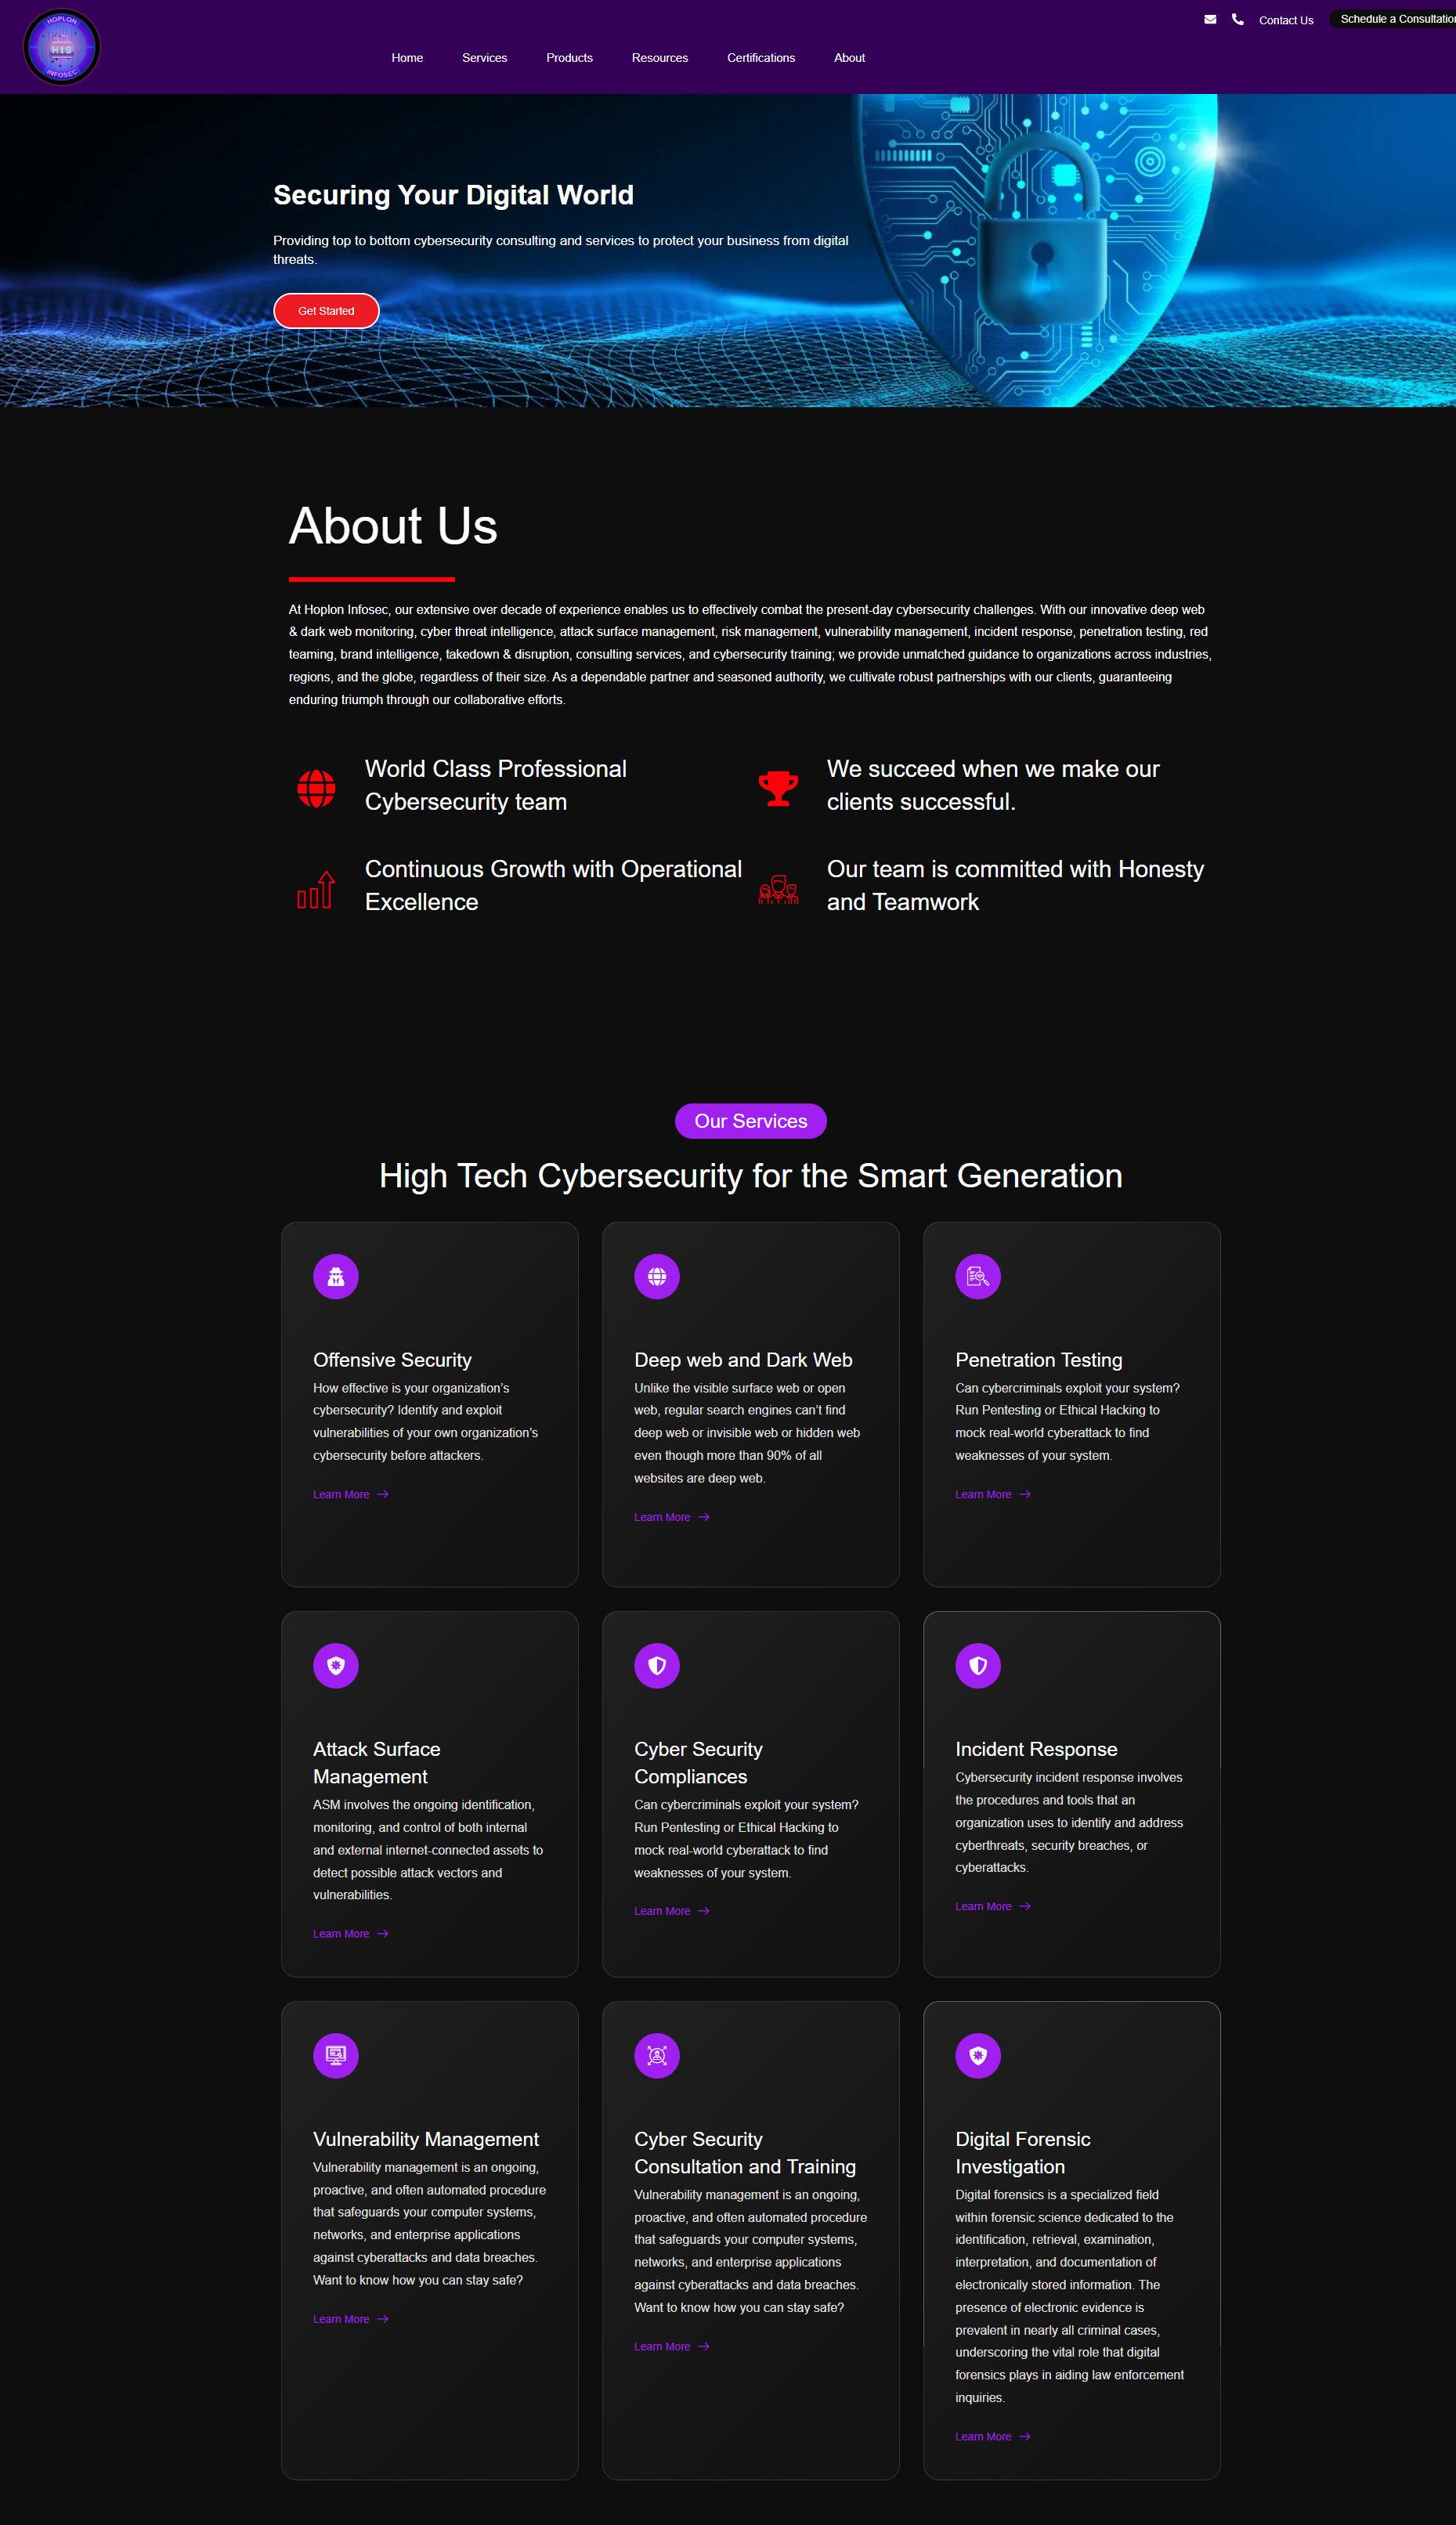 HOPLON
HIS
INFOSEC
Contact Us
Schedule a Consultation
Home
Services
Products
Resources
Certifications
About
Securing Your Digital World
Providing top to bottom cybersecurity consulting and services to protect your business from digital
threats.
Get Started
About Us
At Hoplon Infosec, our extensive over decade of experience enables us to effectively combat the present-day cybersecurity challenges. With our innovative deep web
& dark web monitoring, cyber threat intelligence, attack surface management, risk management, vulnerability management, incident response, penetration testing, red
teaming, brand intelligence, takedown & disruption, consulting services, and cybersecurity training; we provide unmatched guidance to organizations across industries,
regions, and the globe, regardless of their size. As a dependable partner and seasoned authority, we cultivate robust partnerships with our clients, guaranteeing
enduring triumph through our collaborative efforts.
World Class Professional
Cybersecurity team
We succeed when we make our
clients successful.
Continuous Growth with Operational
Excellence
Our team is committed with Honesty
and Teamwork
Our Services
High Tech Cybersecurity for the Smart Generation
Offensive Security
How effective is your organization's
cybersecurity? Identify and exploit
vulnerabilities of your own organization's
cybersecurity before attackers.
Learn More
Deep web and Dark Web
Unlike the visible surface web or open
web, regular search engines can't find
deep web or invisible web or hidden web
even though more than 90% of all
websites are deep web.
Learn More
Penetration Testing
Can cybercriminals exploit your system?
Run Pentesting or Ethical Hacking to
mock real-world cyberattack to find
weaknesses of your system.
Learn More
Attack Surface
Management
ASM involves the ongoing identification,
monitoring, and control of both internal
and external internet-connected assets to
detect possible attack vectors and
vulnerabilities.
Learn More
Cyber Security
Compliances
Can cybercriminals exploit your system?
Run Pentesting or Ethical Hacking to
mock real-world cyberattack to find
weaknesses of your system.
Learn More
Incident Response
Cybersecurity incident response involves
the procedures and tools that an
organization uses to identify and address
cyberthreats, security breaches, or
cyberattacks.
Learn More
Vulnerability Management
Vulnerability management is an ongoing,
proactive, and often automated procedure
that safeguards your computer systems,
networks, and enterprise applications
against cyberattacks and data breaches.
Want to know how you can stay safe?
Learn More
Cyber Security
Consultation and Training
Vulnerability management is an ongoing,
proactive, and often automated procedure
that safeguards your computer systems,
networks, and enterprise applications
against cyberattacks and data breaches.
Want to know how you can stay safe?
Learn More
Digital Forensic
Investigation
Digital forensics is a specialized field
within forensic science dedicated to the
identification, retrieval, examination,
interpretation, and documentation of
electronically stored information. The
presence of electronic evidence is
prevalent in nearly all criminal cases,
underscoring the vital role that digital
forensics plays in aiding law enforcement
inquiries.
Learn More